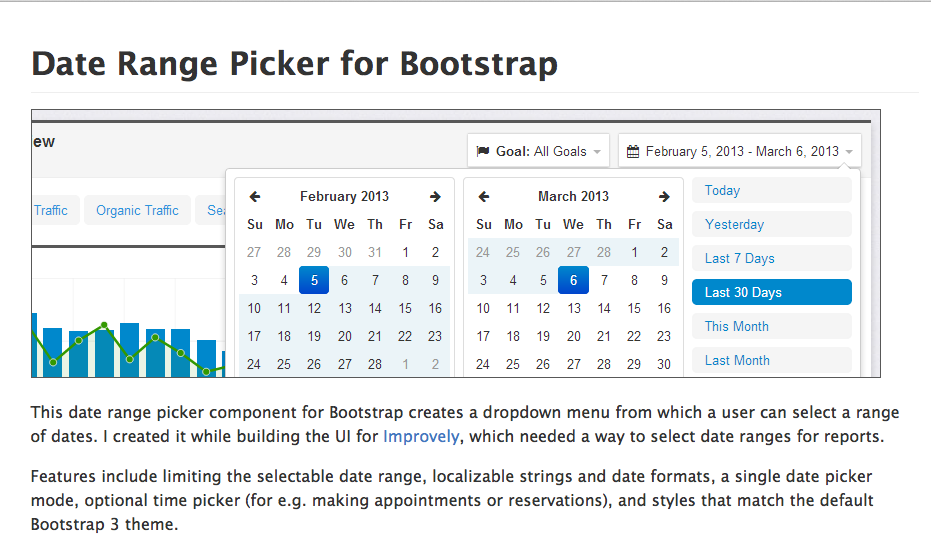 Date Range Picker for Bootstrap
ew
Goal: All Goals
February 5, 2013 - March 6, 2013
Traffic
Organic Traffic
Sea
February 2013
Su Mo Tu We Th Fr Sa
27 28 29 30 31 1 2
3 4 5 6 7 8 9
10 11 12 13 14 15 16
17 18 19 20 21 22 23
24 25 26 27 28 1 2
March 2013
Su Mo Tu We Th Fr Sa
24 25 26 27 28 1 2
3 4 5 6 7 8 9
10 11 12 13 14 15 16
17 18 19 20 21 22 23
24 25 26 27 28 29 30
Today
Yesterday
Last 7 Days
Last 30 Days
This Month
Last Month
This date range picker component for Bootstrap creates a dropdown menu from which a user can select a range
of dates. I created it while building the UI for Improvely, which needed a way to select date ranges for reports.
Features include limiting the selectable date range, localizable strings and date formats, a single date picker
mode, optional time picker (for e.g. making appointments or reservations), and styles that match the default
Bootstrap 3 theme.